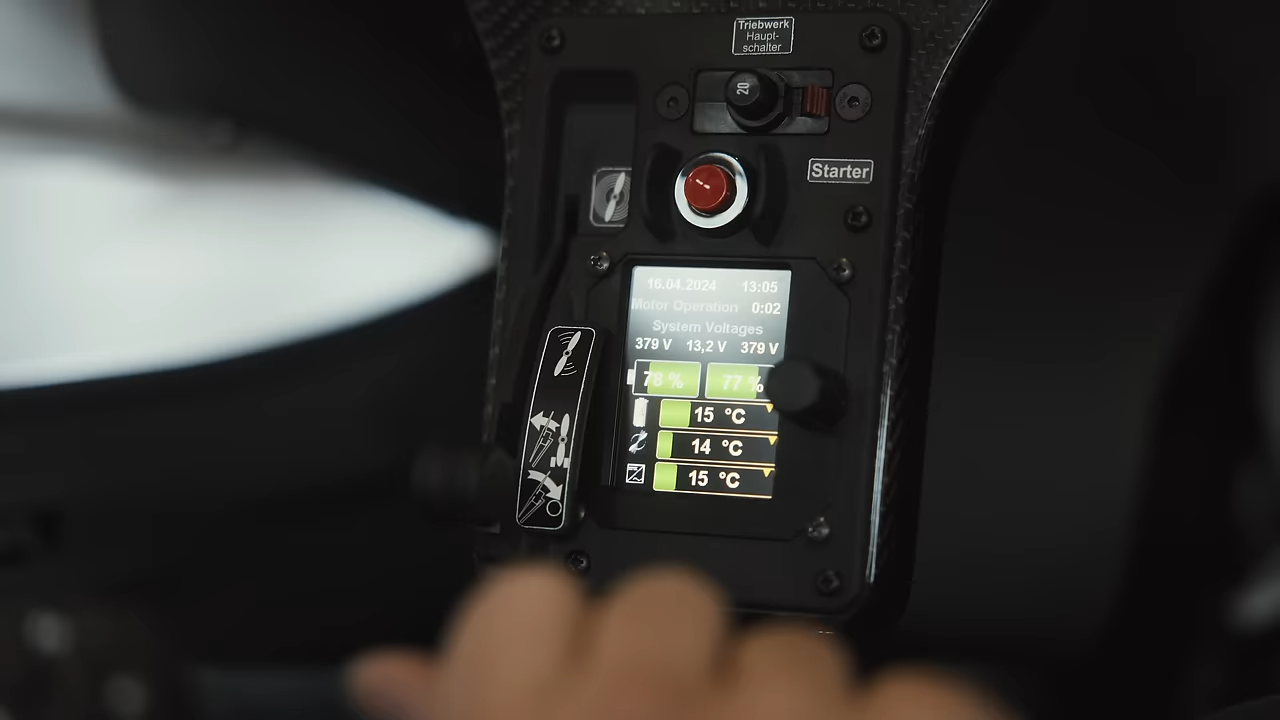 Triebwerk
Haupt-
schalter
20
Starter
16.04.2024 13:05
Motor Operation 0:02
System Voltages
379 V 13,2 V 379 V
78 % 77 %
15 °C
14 °C
15 °C